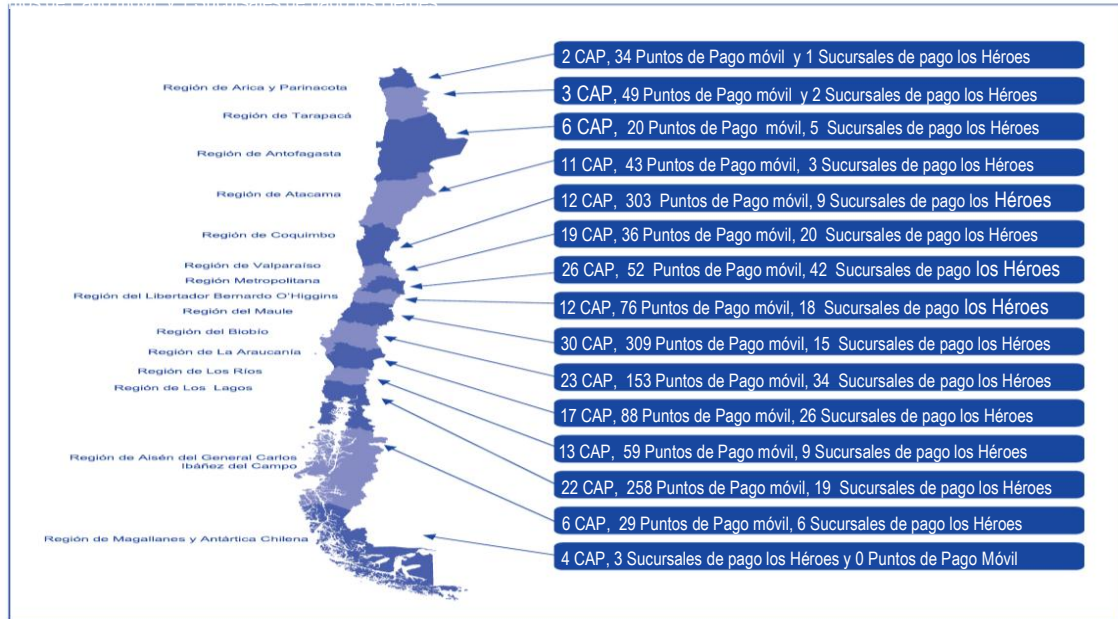 2 CAP, 34 Puntos de Pago móvil y 1 Sucursales de pago los Héroes
Región de Arica y Parinacota
3 CAP, 49 Puntos de Pago móvil y 2 Sucursales de pago los Héroes
Región de Tarapacá
6 CAP, 20 Puntos de Pago móvil, 5 Sucursales de pago los Héroes
Región de Antofagasta
11 CAP, 43 Puntos de Pago móvil, 3 Sucursales de pago los Héroes
Región de Atacama
12 CAP, 303 Puntos de Pago móvil, 9 Sucursales de pago los Héroes
Región de Coquimbo
19 CAP, 36 Puntos de Pago móvil, 20 Sucursales de pago los Héroes
Región de Valparaíso
26 CAP, 52 Puntos de Pago móvil, 42 Sucursales de pago los Héroes
Región Metropolitana
Región del Libertador Bernardo O'Higgins
12 CAP, 76 Puntos de Pago móvil, 18 Sucursales de pago los Héroes
Región del Maule
30 CAP, 309 Puntos de Pago móvil, 15 Sucursales de pago los Héroes
Región del Biobío
23 CAP, 153 Puntos de Pago móvil, 34 Sucursales de pago los Héroes
Región de La Araucanía
Región de Los Ríos
Región de Los Lagos
17 CAP, 88 Puntos de Pago móvil, 26 Sucursales de pago los Héroes
13 CAP, 59 Puntos de Pago móvil, 9 Sucursales de pago los Héroes
Región de Aisén del General Carlos
Ibáñez del Campo
22 CAP, 258 Puntos de Pago móvil, 19 Sucursales de pago los Héroes
6 CAP, 29 Puntos de Pago móvil, 6 Sucursales de pago los Héroes
Región de Magallanes y Antártica Chilena
4 CAP, 3 Sucursales de pago los Héroes y 0 Puntos de Pago Móvil